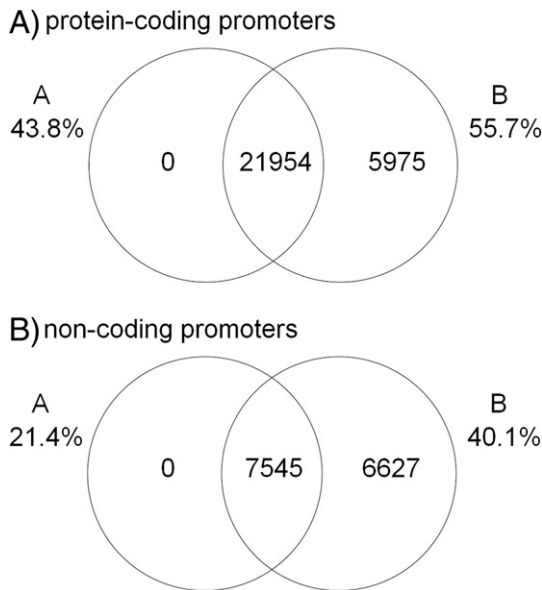 A) protein-coding promoters
A
43.8%
B
55.7%
0
21954
5975
B) non-coding promoters
A
21.4%
B
40.1%
0
7545
6627